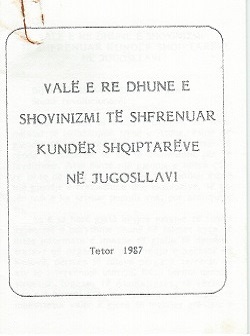 VALË E RE DHUNE E
SHOVINIZMI TË SHFRENUAR
KUNDËR SHQIPTARËVE
NË JUGOSLLAVI
Tetor 1987